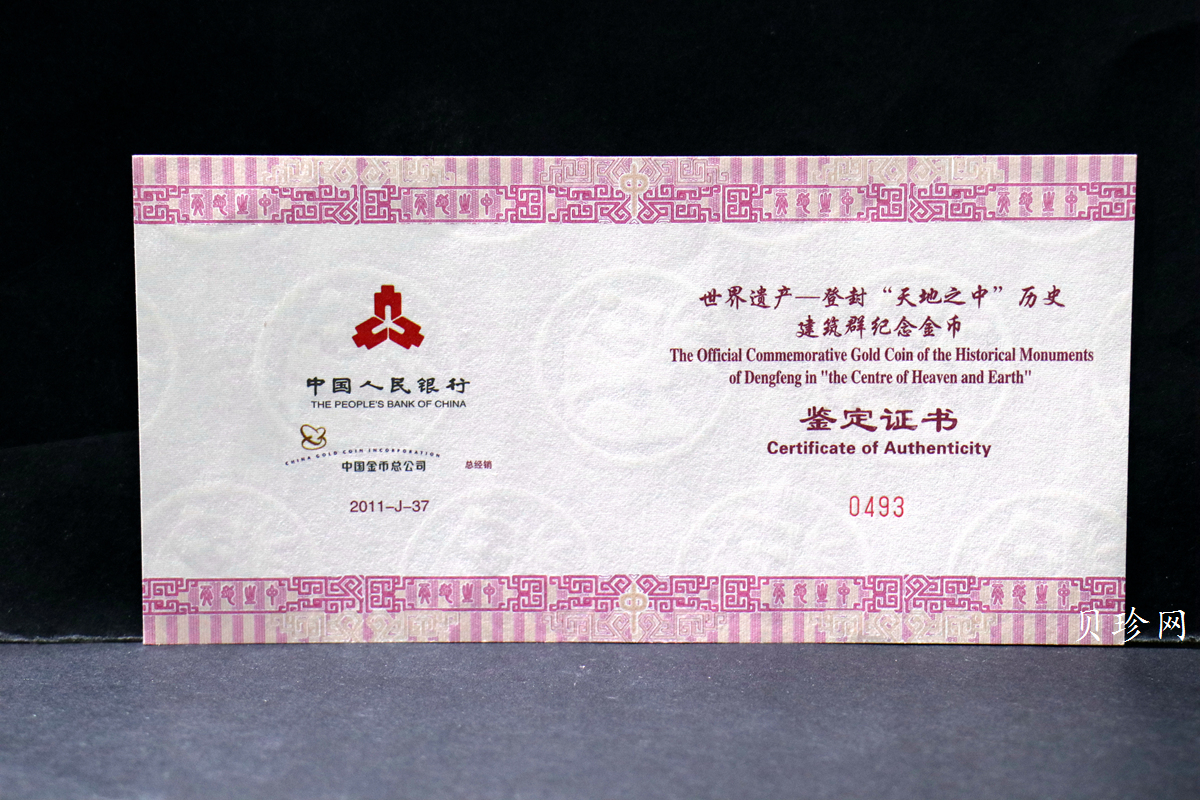 中国人民银行
THE PEOPLE'S BANK OF CHINA
CHINA GOLD COIN INCORPORATION
中国金币总公司
总经销
2011-J-37
世界遗产—登封“天地之中”历史
建筑群纪念金币
The Official Commemorative Gold Coin of the Historical Monuments
of Dengfeng in "the Centre of Heaven and Earth"
鉴定证书
Certificate of Authenticity
0493
贝珍网